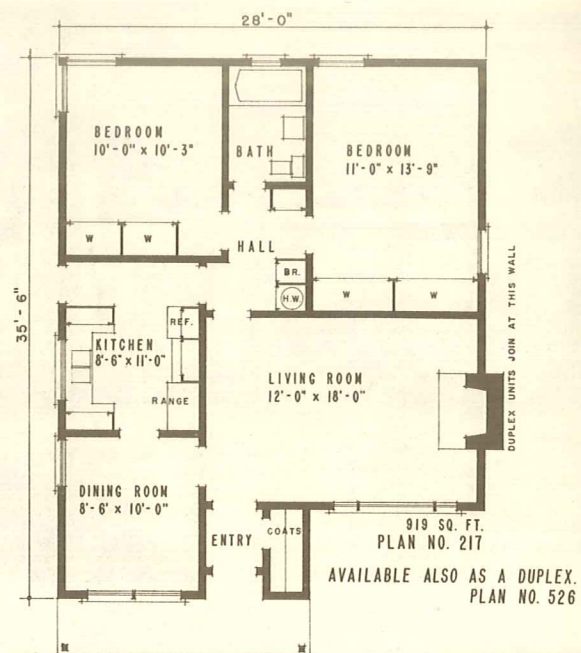 28'-0"
35'-6"
BEDROOM
10'-0" x 10'-3"
BATH
BEDROOM
11'-0" x 13'-9"
W
W
HALL
BR.
H.W.
W
W
REF.
KITCHEN
8'-6" x 11'-0"
RANGE
LIVING ROOM
12'-0" x 18'-0"
DUPLEX UNITS JOIN AT THIS WALL
DINING ROOM
8'-6' x 10'-0"
ENTRY
COATS
919 SQ. FT.
PLAN NO. 217
AVAILABLE ALSO AS A DUPLEX.
PLAN NO. 526